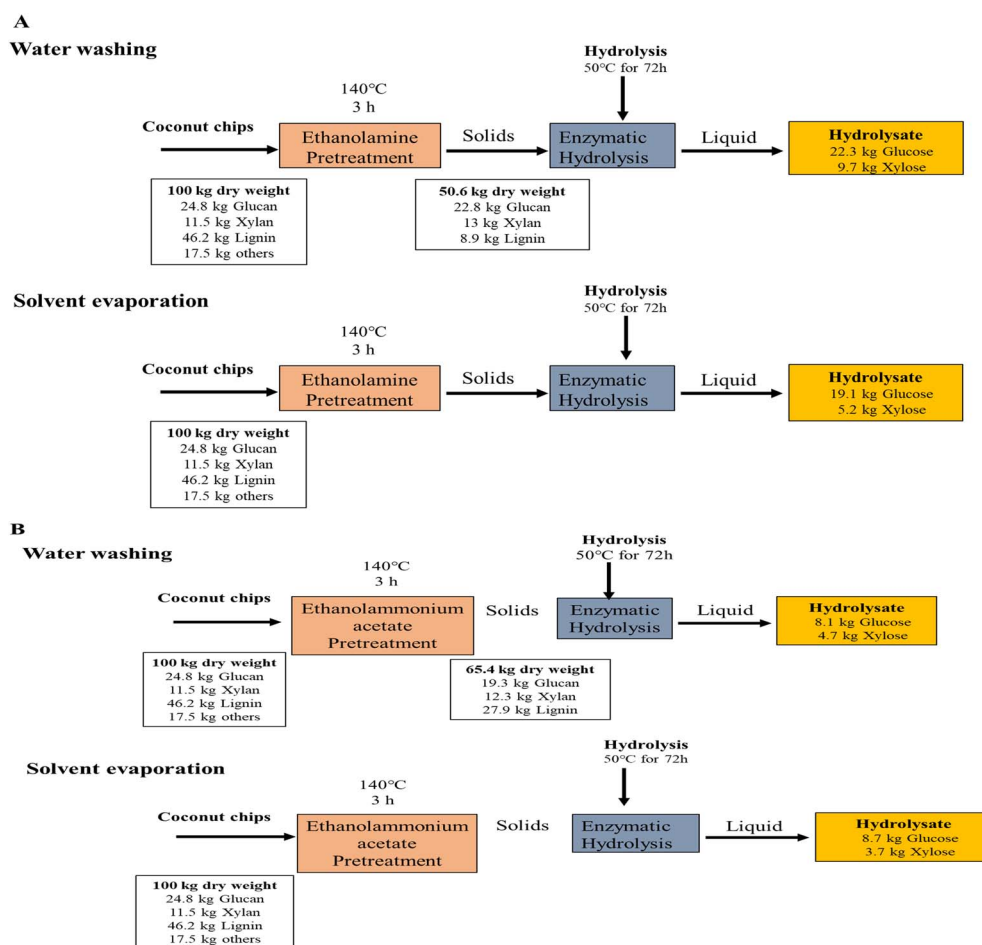 A
Water washing
Hydrolysis
50°C for 72h
140°C
3 h
Coconut chips
Ethanolamine
Pretreatment
Solids
Enzymatic
Hydrolysis
Liquid
Hydrolysate
22.3 kg Glucose
9.7 kg Xylose
100 kg dry weight
24.8 kg Glucan
11.5 kg Xylan
46.2 kg Lignin
17.5 kg others
50.6 kg dry weight
22.8 kg Glucan
13 kg Xylan
8.9 kg Lignin
Solvent evaporation
Hydrolysis
50°C for 72h
140°C
3 h
Coconut chips
Ethanolamine
Pretreatment
Solids
Enzymatic
Hydrolysis
Liquid
Hydrolysate
19.1 kg Glucose
5.2 kg Xylose
100 kg dry weight
24.8 kg Glucan
11.5 kg Xylan
46.2 kg Lignin
17.5 kg others
B
Water washing
Hydrolysis
50°C for 72h
140°C
3 h
Coconut chips
Ethanolammonium
acetate
Pretreatment
Solids
Enzymatic
Hydrolysis
Liquid
Hydrolysate
8.1 kg Glucose
4.7 kg Xylose
100 kg dry weight
24.8 kg Glucan
11.5 kg Xylan
46.2 kg Lignin
17.5 kg others
65.4 kg dry weight
19.3 kg Glucan
12.3 kg Xylan
27.9 kg Lignin
Solvent evaporation
Hydrolysis
50°C for 72h
140°C
3 h
Coconut chips
Ethanolammonium
acetate
Pretreatment
Solids
Enzymatic
Hydrolysis
Liquid
Hydrolysate
8.7 kg Glucose
3.7 kg Xylose
100 kg dry weight
24.8 kg Glucan
11.5 kg Xylan
46.2 kg Lignin
17.5 kg others